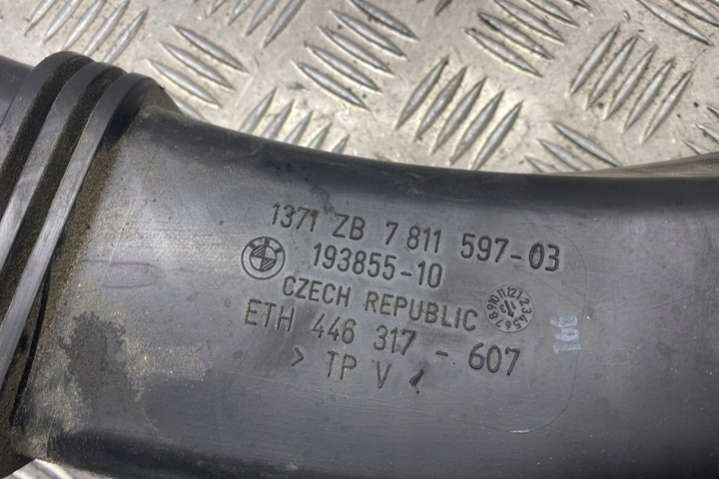 1371 ZB 7 811 597-03
193855-10
CZECH REPUBLIC
ETH 446 317 - 607
> TP V